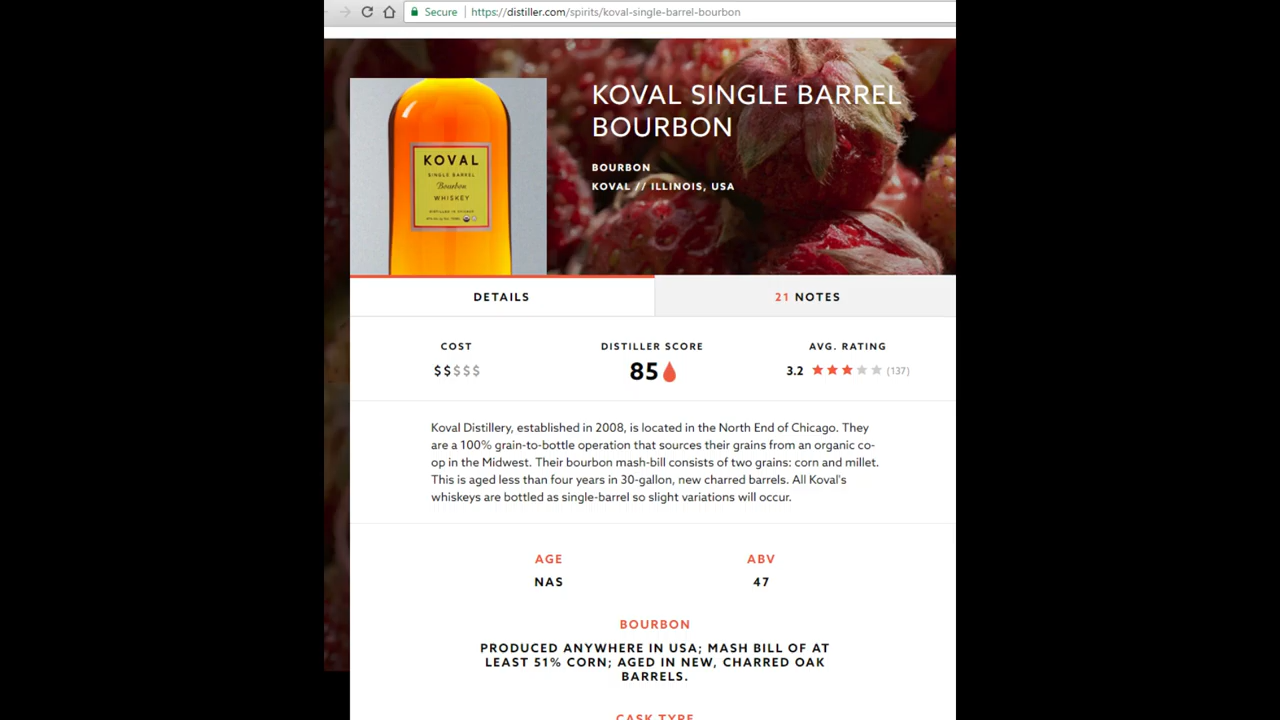 Secure https://distiller.com/spirits/koval-single-barrel-bourbon
KOVAL SINGLE BARREL
BOURBON
BOURBON
KOVAL // ILLINOIS, USA
KOVAL
SINGLE BARREL
Bourbon
WHISKEY
DETAILS
21 NOTES
COST
$$$$$
DISTILLER SCORE
85
AVG. RATING
3.2 (137)
Koval Distillery, established in 2008, is located in the North End of Chicago. They
are a 100% grain-to-bottle operation that sources their grains from an organic co-
op in the Midwest. Their bourbon mash-bill consists of two grains: corn and millet.
This is aged less than four years in 30-gallon, new charred barrels. All Koval's
whiskeys are bottled as single-barrel so slight variations will occur.
AGE
NAS
ABV
47
BOURBON
PRODUCED ANYWHERE IN USA; MASH BILL OF AT
LEAST 51% CORN; AGED IN NEW, CHARRED OAK
BARRELS.
CASK TYPE